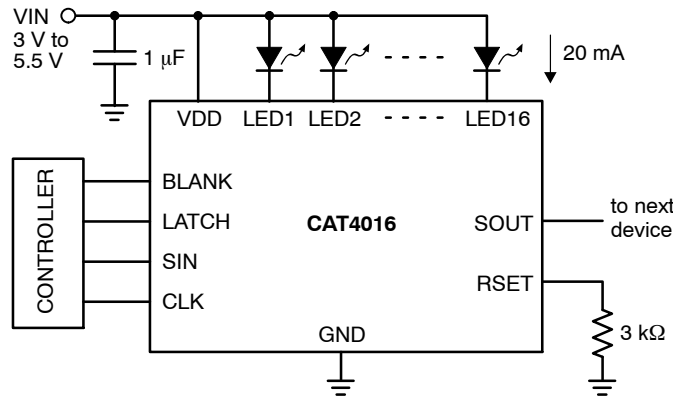 VIN
3 V to
5.5 V
1 μF
20 mA
VDD LED1 LED2 LED16
CONTROLLER
BLANK
LATCH
SIN
CLK
CAT4016
SOUT
RSET
GND
to next
device
3 kΩ